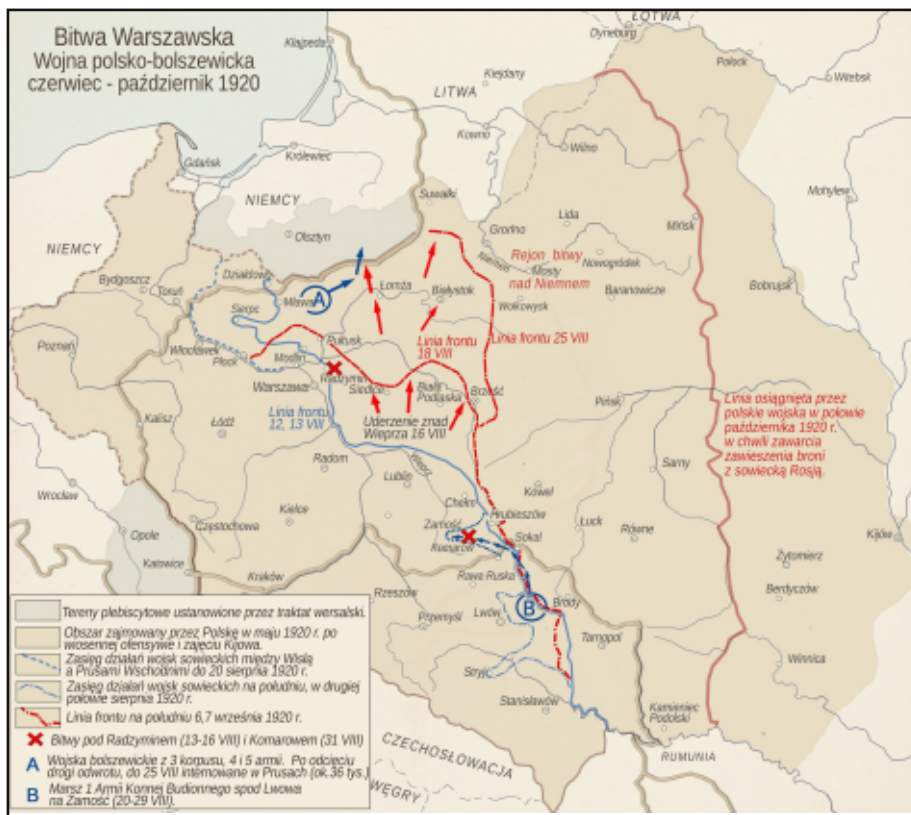 Bitwa Warszawska
Wojna polsko-bolszewicka
czerwiec - październik 1920
Kłajpeda
ŁOTWA
Dyneburg
Połock
Witebsk
Kiejdany
LITWA
Kowno
Wilno
Gdańsk
Królewiec
NIEMCY
Suwałki
Mohylew
Olsztyn
Grodno
Lida
Mińsk
NIEMCY
Rejon bitwy
nad Niemnem
Niemen
Mosty
Nowogródek
Bydgoszcz
Działdowo
Toruń
A
Mława
Łomża
Białystok
Wołkowysk
Baranowicze
Bobrujsk
Sierpc
Linia frontu
18 VIII
Linia frontu 25 VIII
Poznań
Włocławek
Płock
Modlin
Pułtusk
Radzymin
Warszawa
Siedlce
Biała
Podlaska
Brześć
Pińsk
Linia osiągnięta przez
polskie wojska w połowie
października 1920 r.
w chwili zawarcia
zawieszenia broni
z sowiecką Rosją.
Kalisz
Łódź
Linia frontu
12, 13 VIII
Uderzenie znad
Wieprza 16 VIII
Radom
Wieprz
Lublin
Sarny
Wrocław
Chełm
Kowel
Opole
Częstochowa
Kielce
Zamość
Hrubieszów
Łuck
Równe
Kijów
Komarów
Sokal
Katowice
Kraków
Żytomierz
Rzeszów
Rawa Ruska
Berdyczów
Przemyśl
Lwów
B
Brody
Tarnopol
Stryj
Winnica
Stanisławów
Kamieniec
Podolski
CZECHOSŁOWACJA
RUMUNIA
WĘGRY
Tereny plebiscytowe ustanowione przez traktat wersalski.
Obszar zajmowany przez Polskę w maju 1920 r. po
wiosennej ofensywie i zajęciu Kijowa.
Zasięg działań wojsk sowieckich między Wisłą
a Prusami Wschodnimi do 20 sierpnia 1920 r.
Zasięg działań wojsk sowieckich na południu, w drugiej
połowie sierpnia 1920 r.
Linia frontu na południu 6,7 września 1920 r.
Bitwy pod Radzyminem (13-16 VIII) i Komarowem (31 VIII)
A Wojska bolszewickie z 3 korpusu, 4 i 5 armii. Po odcięciu
drogi odwrotu, do 25 VIII internowane w Prusach (ok.36 tys.)
B Marsz 1 Armii Konnej Budionnego spod Lwowa
na Zamość (20-29 VIII).